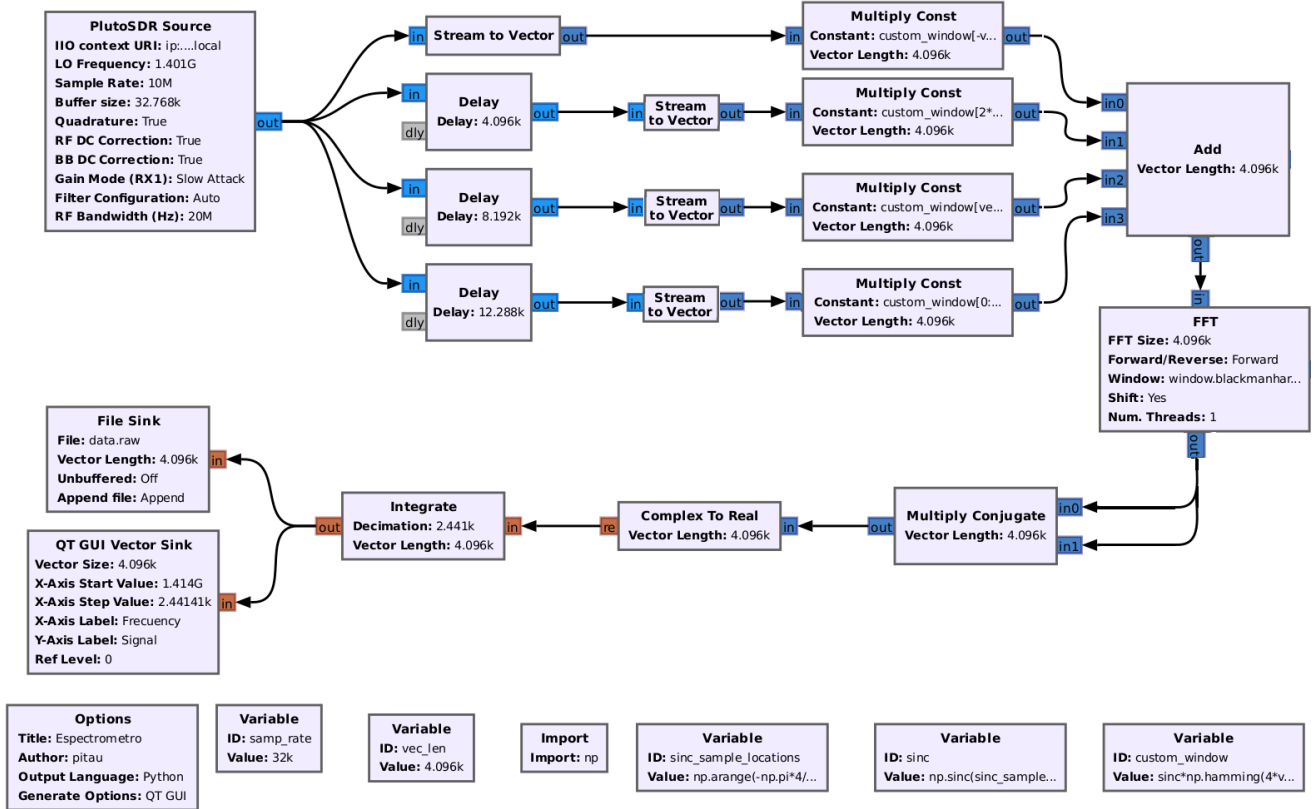 PlutoSDR Source
IIO context URI: ip:....local
LO Frequency: 1.401G
Sample Rate: 10M
Buffer size: 32.768k
Quadrature: True
RF DC Correction: True
BB DC Correction: True
Gain Mode (RX1): Slow Attack
Filter Configuration: Auto
RF Bandwidth (Hz): 20M
out
in
Stream to Vector
out
in
Multiply Const
Constant: custom_window[-v...
Vector Length: 4.096k
out
in
dly
Delay
Delay: 4.096k
out
in
Stream
to Vector
out
in
Multiply Const
Constant: custom_window[2*...
Vector Length: 4.096k
out
in
dly
Delay
Delay: 8.192k
out
in
Stream
to Vector
out
in
Multiply Const
Constant: custom_window[ve...
Vector Length: 4.096k
out
in
dly
Delay
Delay: 12.288k
out
in
Stream
to Vector
out
in
Multiply Const
Constant: custom_window[0:...
Vector Length: 4.096k
out
in0
in1
in2
in3
Add
Vector Length: 4.096k
out
in
FFT
FFT Size: 4.096k
Forward/Reverse: Forward
Window: window.blackmanhar...
Shift: Yes
Num. Threads: 1
out
File Sink
File: data.raw
Vector Length: 4.096k
Unbuffered: Off
Append file: Append
in
QT GUI Vector Sink
Vector Size: 4.096k
X-Axis Start Value: 1.414G
X-Axis Step Value: 2.44141k
X-Axis Label: Frecuency
Y-Axis Label: Signal
Ref Level: 0
in
out
Integrate
Decimation: 2.441k
Vector Length: 4.096k
in
re
Complex To Real
Vector Length: 4.096k
in
out
Multiply Conjugate
Vector Length: 4.096k
in0
in1
Options
Title: Espectrometro
Author: pitau
Output Language: Python
Generate Options: QT GUI
Variable
ID: samp_rate
Value: 32k
Variable
ID: vec_len
Value: 4.096k
Import
Import: np
Variable
ID: sinc_sample_locations
Value: np.arange(-np.pi*4/...
Variable
ID: sinc
Value: np.sinc(sinc_sample...
Variable
ID: custom_window
Value: sinc*np.hamming(4*v...